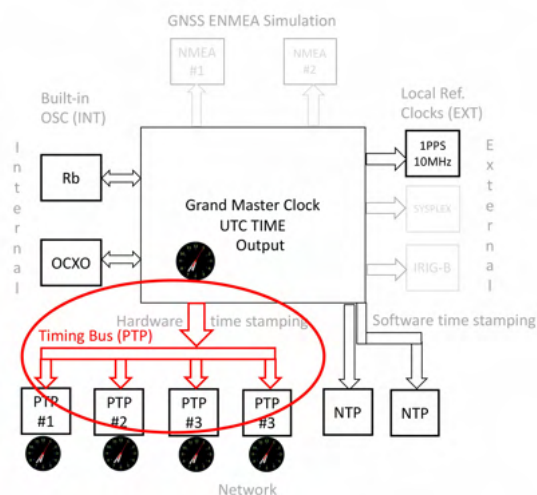 GNSS ENMEA Simulation
NMEA
#1
NMEA
#2
Built-in
OSC (INT)
Local Ref.
Clocks (EXT)
Internal
External
Rb
OCXO
Grand Master Clock
UTC TIME
Output
1PPS
10MHz
SYSPLEX
IRIG-B
Hardware time stamping
Software time stamping
Timing Bus (PTP)
PTP
#1
PTP
#2
PTP
#3
PTP
#3
NTP
NTP
Network